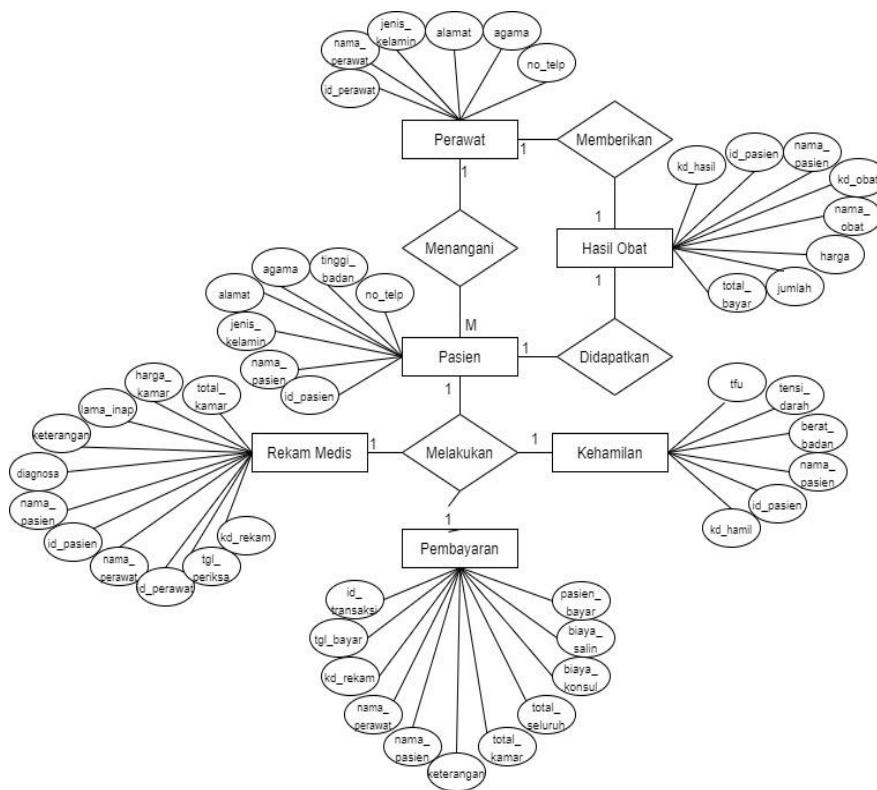 jenis_
kelamin
alamat
agama
nama_
perawat
no_telp
id_perawat
Perawat
1
Memberikan
1
1
kd_hasil
id_pasien
nama_
pasien
kd_obat
nama_
obat
harga
jumlah
total_
bayar
Hasil Obat
1
1
Menangani
M
tinggi_
badan
agama
no_telp
alamat
jenis_
kelamin
nama_
pasien
id_pasien
Pasien
1
Didapatkan
1
harga_
kamar
total_
kamar
lama_inap
keterangan
diagnosa
nama_
pasien
id_pasien
nama_
perawat
d_perawat
tgl_
periksa
kd_rekam
Rekam Medis
1
Melakukan
1
Kehamilan
tfu
tensi_
darah
berat_
badan
nama_
pasien
id_pasien
kd_hamil
1
Pembayaran
id_
transaksi
tgl_bayar
kd_rekam
nama_
perawat
nama_
pasien
keterangan
total_
kamar
total_
seluruh
biaya_
konsul
biaya_
salin
pasien_
bayar